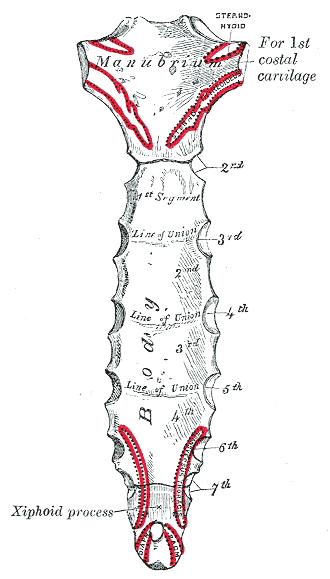 STERNO-
HYOID
For 1st
costal
cartilage
Manubrium
2nd
1st Segment
Line of Union
3rd
2nd
Line of Union
4th
3rd
Line of Union
5th
Body
4th
6th
7th
Xiphoid process